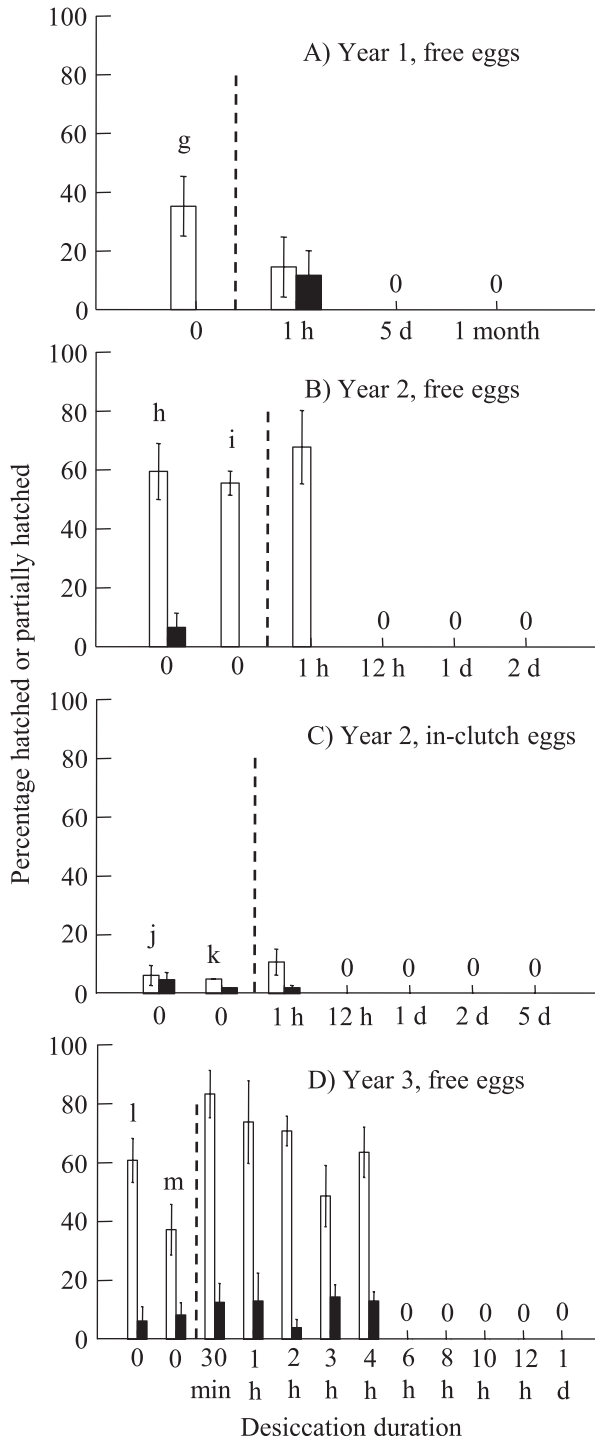 Percentage hatched or partially hatched
100
80
60
40
20
0
A) Year 1, free eggs
g
0 0
0 1 h 5 d 1 month
100
80
60
40
20
0
B) Year 2, free eggs
h i
0 0 0
0 0 1 h 12 h 1 d 2 d
100
80
60
40
20
0
C) Year 2, in-clutch eggs
j k
0 0 0 0
0 0 1 h 12 h 1 d 2 d 5 d
100
80
60
40
20
0
D) Year 3, free eggs
l m
0 0 0 0 0
0 0 30 1 2 3 4 6 8 10 12 1
min h h h h h h h h d
Desiccation duration